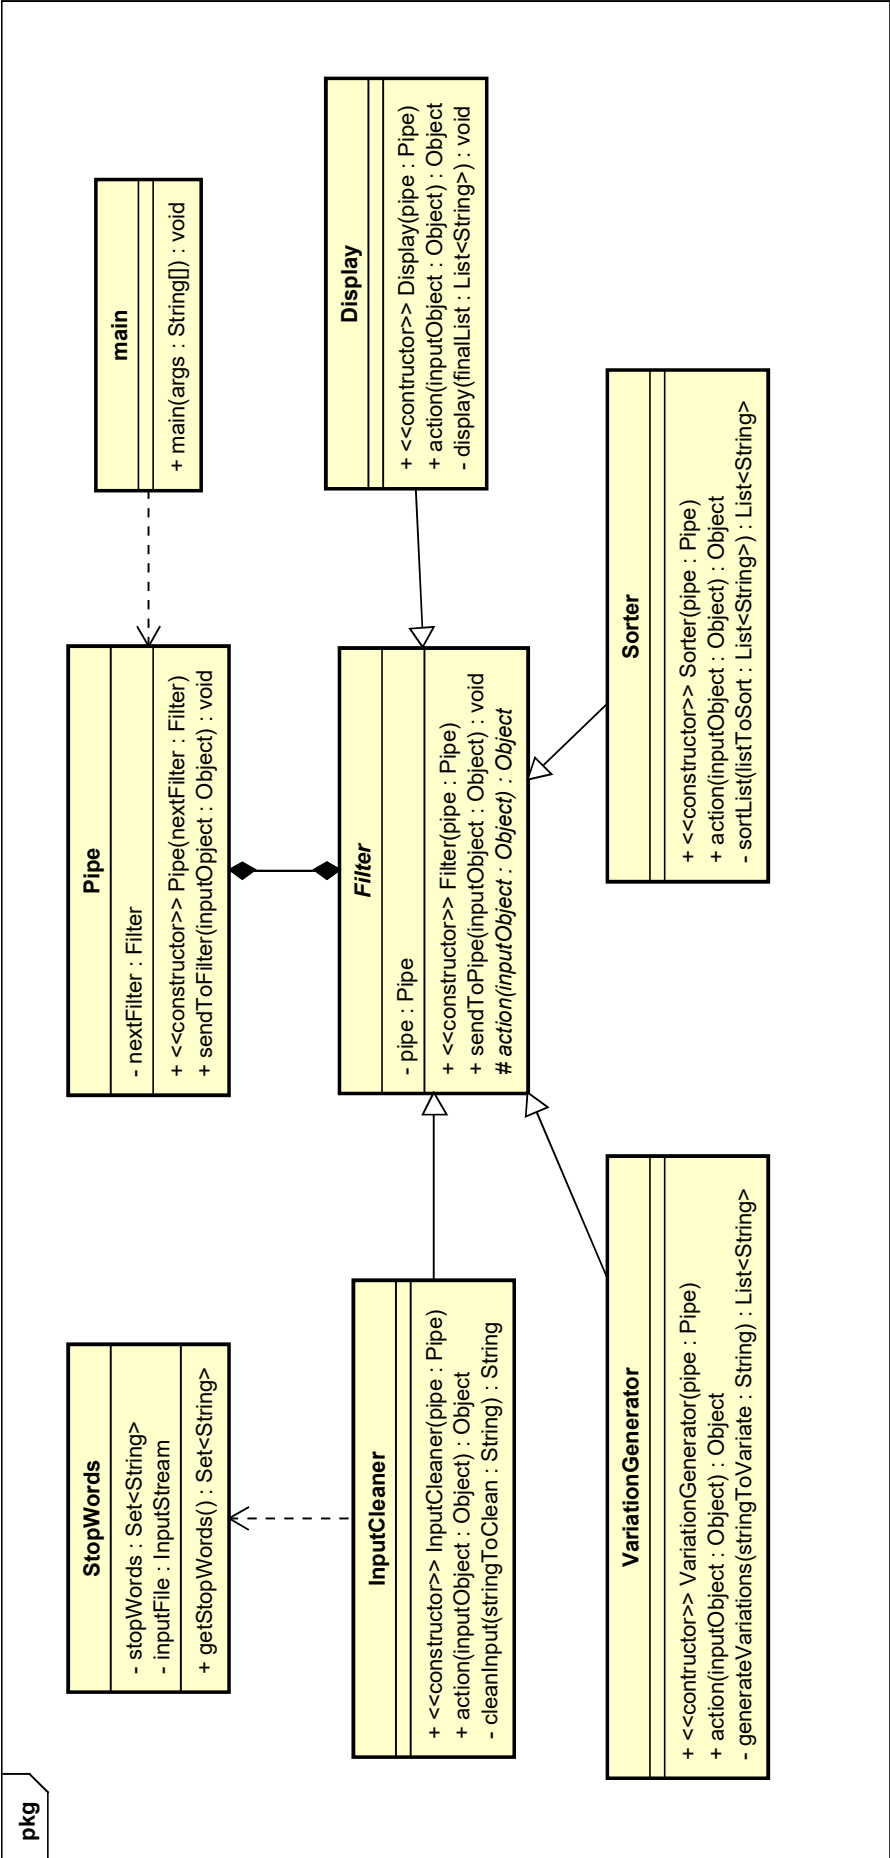 pkg
StopWords
- stopWords : Set<String>
- inputFile : InputStream
+ getStopWords() : Set<String>
Pipe
- nextFilter : Filter
+ <<constructor>> Pipe(nextFilter : Filter)
+ sendToFilter(inputOpject : Object) : void
main
+ main(args : String[]) : void
InputCleaner
+ <<constructor>> InputCleaner(pipe : Pipe)
+ action(inputObject : Object) : Object
- cleanInput(stringToClean : String) : String
Filter
- pipe : Pipe
+ <<constructor>> Filter(pipe : Pipe)
+ sendToPipe(inputObject : Object) : void
# action(inputObject : Object) : Object
Display
+ <<contructor>> Display(pipe : Pipe)
+ action(inputObject : Object) : Object
- display(finalList : List<String>) : void
VariationGenerator
+ <<contructor>> VariationGenerator(pipe : Pipe)
+ action(inputObject : Object) : Object
- generateVariations(stringToVariate : String) : List<String>
Sorter
+ <<constructor>> Sorter(pipe : Pipe)
+ action(inputObject : Object) : Object
- sortList(listToSort : List<String>) : List<String>